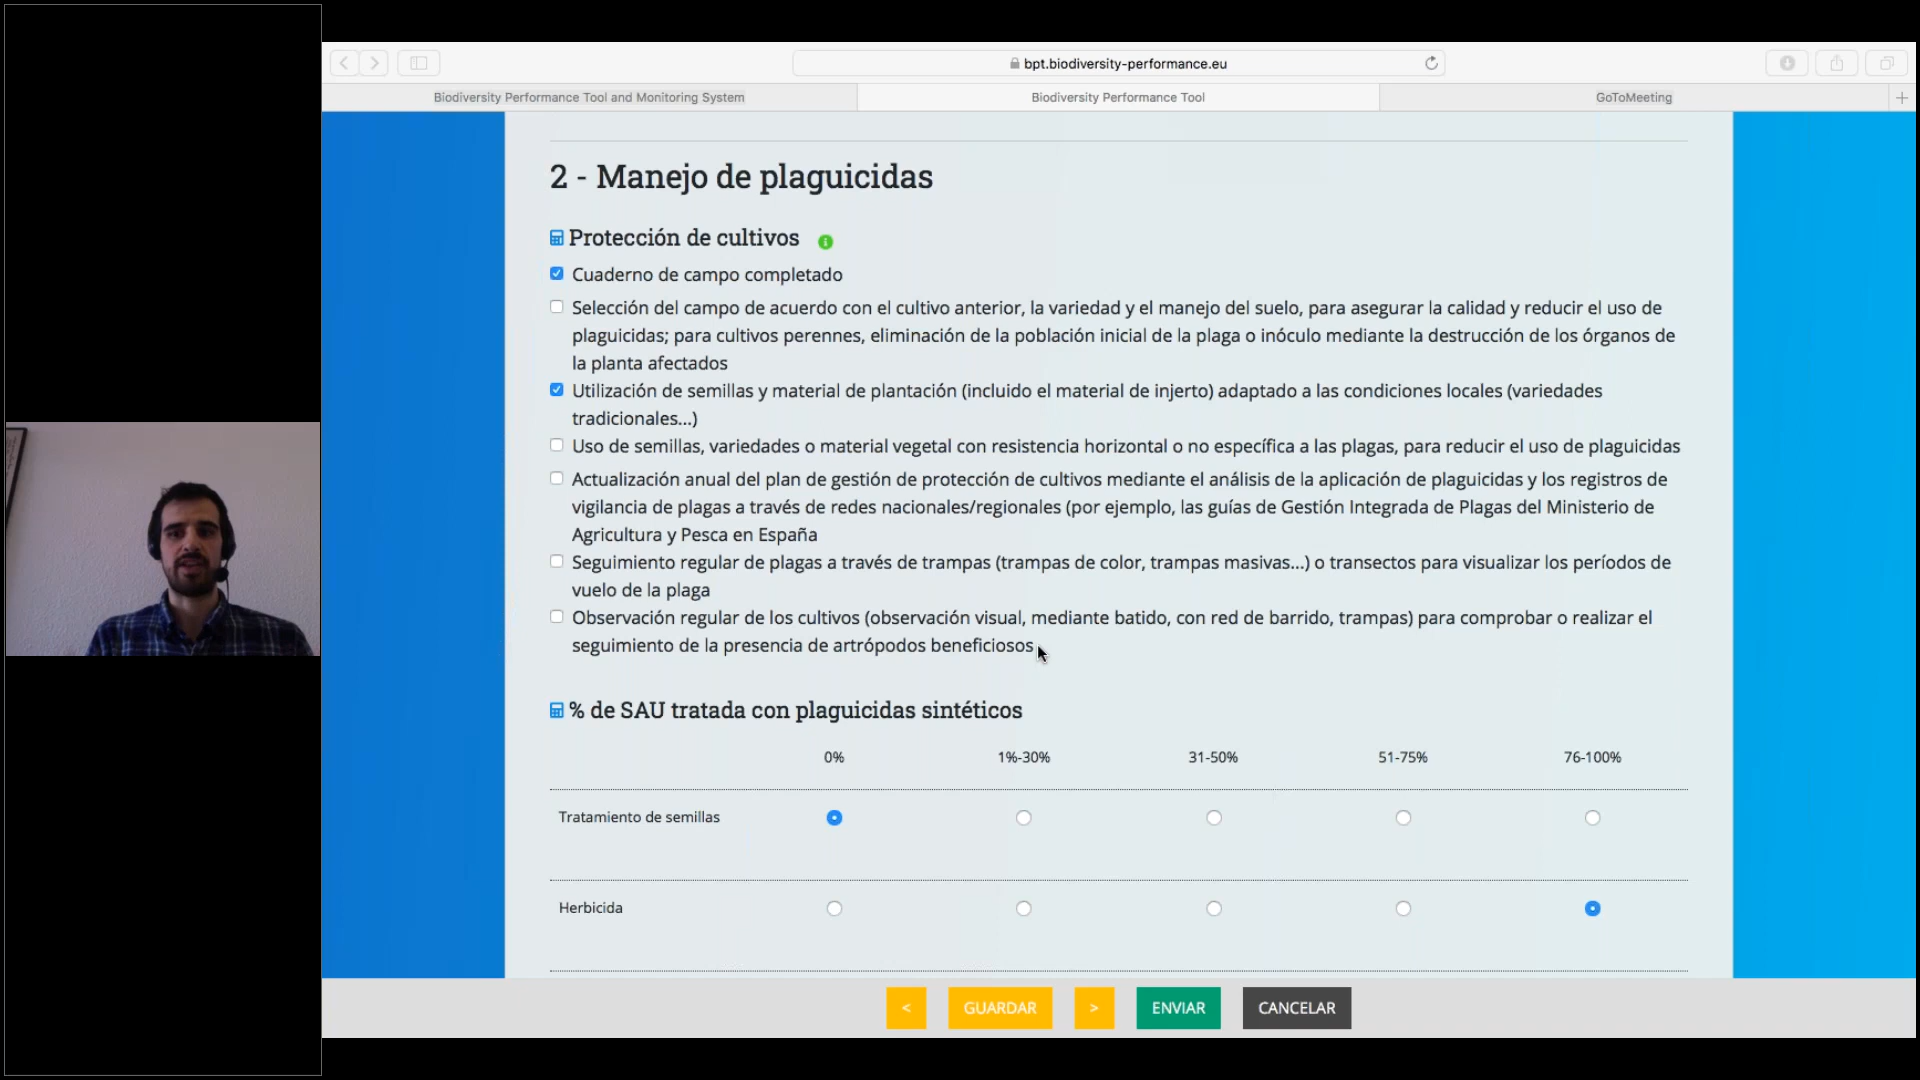 bpt.biodiversity-performance.eu
Biodiversity Performance Tool and Monitoring System
Biodiversity Performance Tool
GoToMeeting
2 - Manejo de plaguicidas
Protección de cultivos
Cuaderno de campo completado
Selección del campo de acuerdo con el cultivo anterior, la variedad y el manejo del suelo, para asegurar la calidad y reducir el uso de
plaguicidas; para cultivos perennes, eliminación de la población inicial de la plaga o inóculo mediante la destrucción de los órganos de
la planta afectados
Utilización de semillas y material de plantación (incluido el material de injerto) adaptado a las condiciones locales (variedades
tradicionales...)
Uso de semillas, variedades o material vegetal con resistencia horizontal o no específica a las plagas, para reducir el uso de plaguicidas
Actualización anual del plan de gestión de protección de cultivos mediante el análisis de la aplicación de plaguicidas y los registros de
vigilancia de plagas a través de redes nacionales/regionales (por ejemplo, las guías de Gestión Integrada de Plagas del Ministerio de
Agricultura y Pesca en España
Seguimiento regular de plagas a través de trampas (trampas de color, trampas masivas...) o transectos para visualizar los períodos de
vuelo de la plaga
Observación regular de los cultivos (observación visual, mediante batido, con red de barrido, trampas) para comprobar o realizar el
seguimiento de la presencia de artrópodos beneficiosos
% de SAU tratada con plaguicidas sintéticos
0% 1%-30% 31-50% 51-75% 76-100%
Tratamiento de semillas
Herbicida
< GUARDAR > ENVIAR CANCELAR